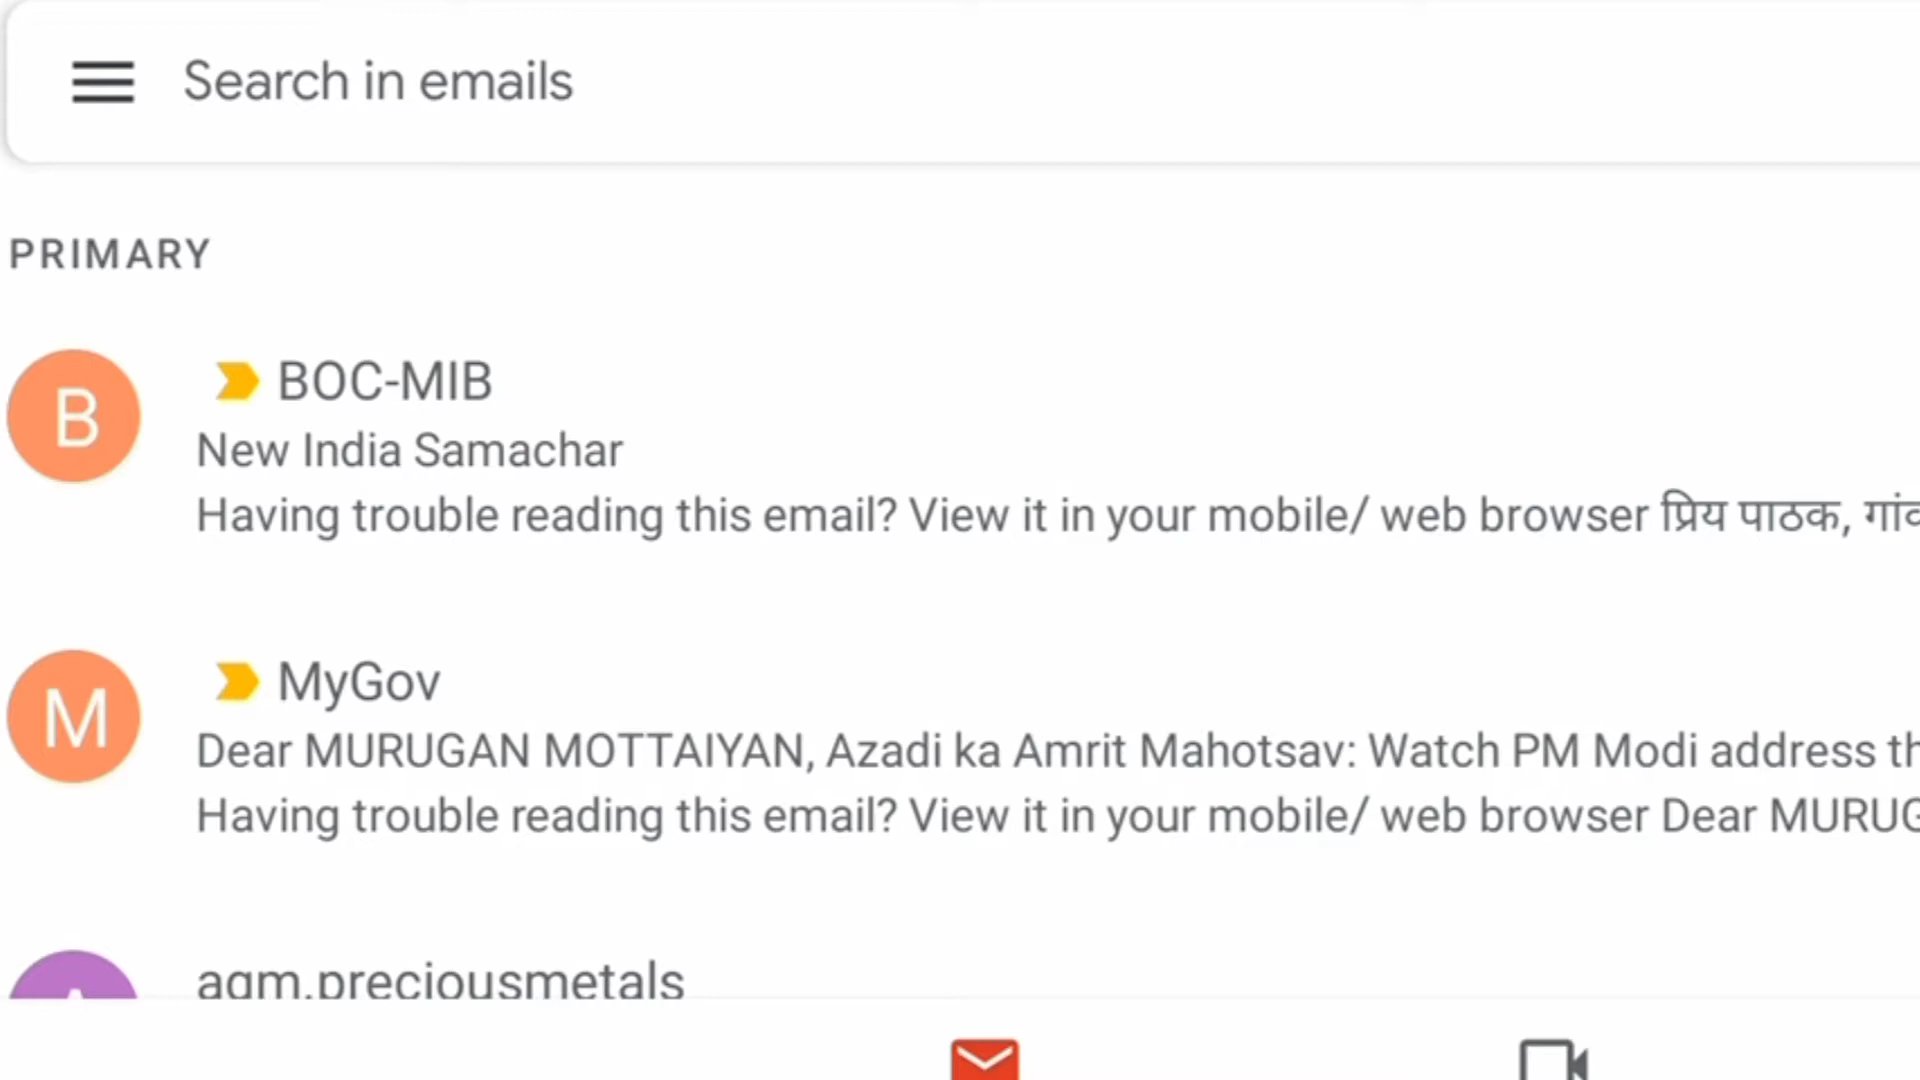 Search in emails
PRIMARY
B
BOC-MIB
New India Samachar
Having trouble reading this email? View it in your mobile/ web browser प्रिय पाठक,
M
MyGov
Dear MURUGAN MOTTAIYAN, Azadi ka Amrit Mahotsav: Watch PM Modi address
Having trouble reading this email? View it in your mobile/ web browser Dear
agm.preciousmetals